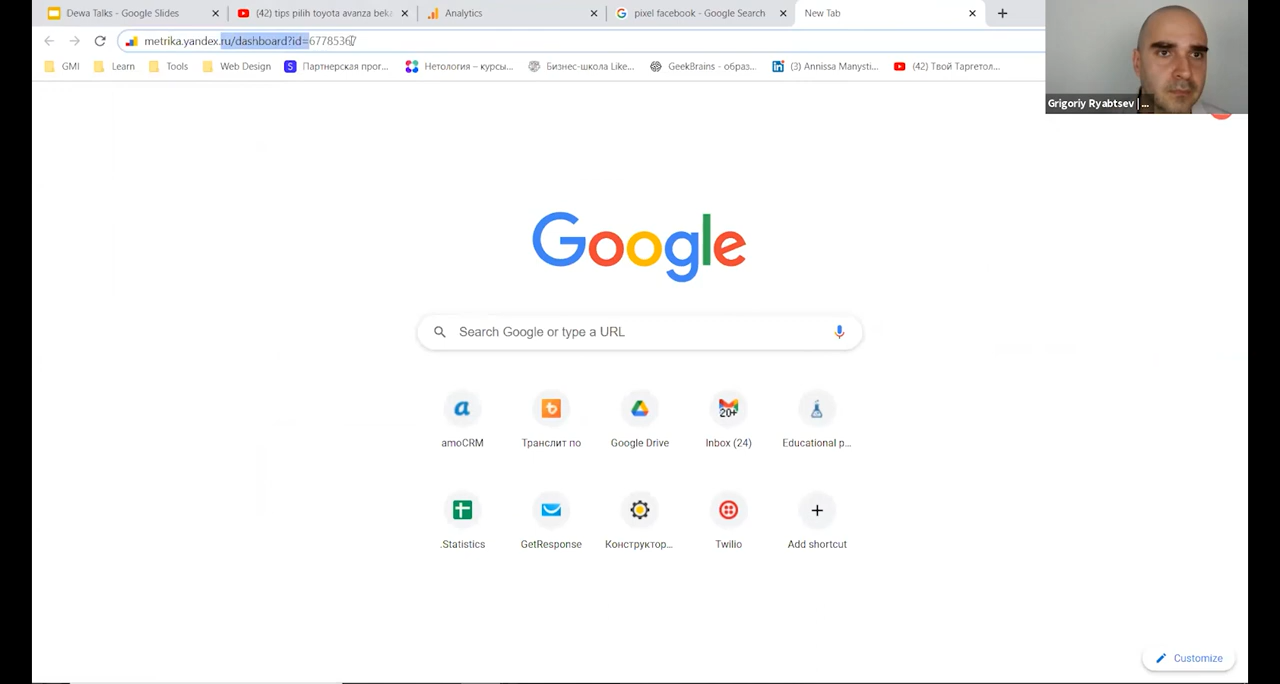 Dewa Talks - Google Slides
(42) tips pilih toyota avanza beka
Analytics
pixel facebook - Google Search
New Tab
metrika.yandex.ru/dashboard?id=6778536
GMI
Learn
Tools
Web Design
Партнерская прог...
Нетология – курсы...
Бизнес-школа Like...
GeekBrains - образ...
(3) Annissa Manysti...
(42) Твой Таргетол...
Grigoriy Ryabtsev | ...
Google
Search Google or type a URL
amoCRM
Транслит по
Google Drive
20+
Inbox (24)
Educational p...
.Statistics
GetResponse
Конструктор...
Twilio
Add shortcut
Customize